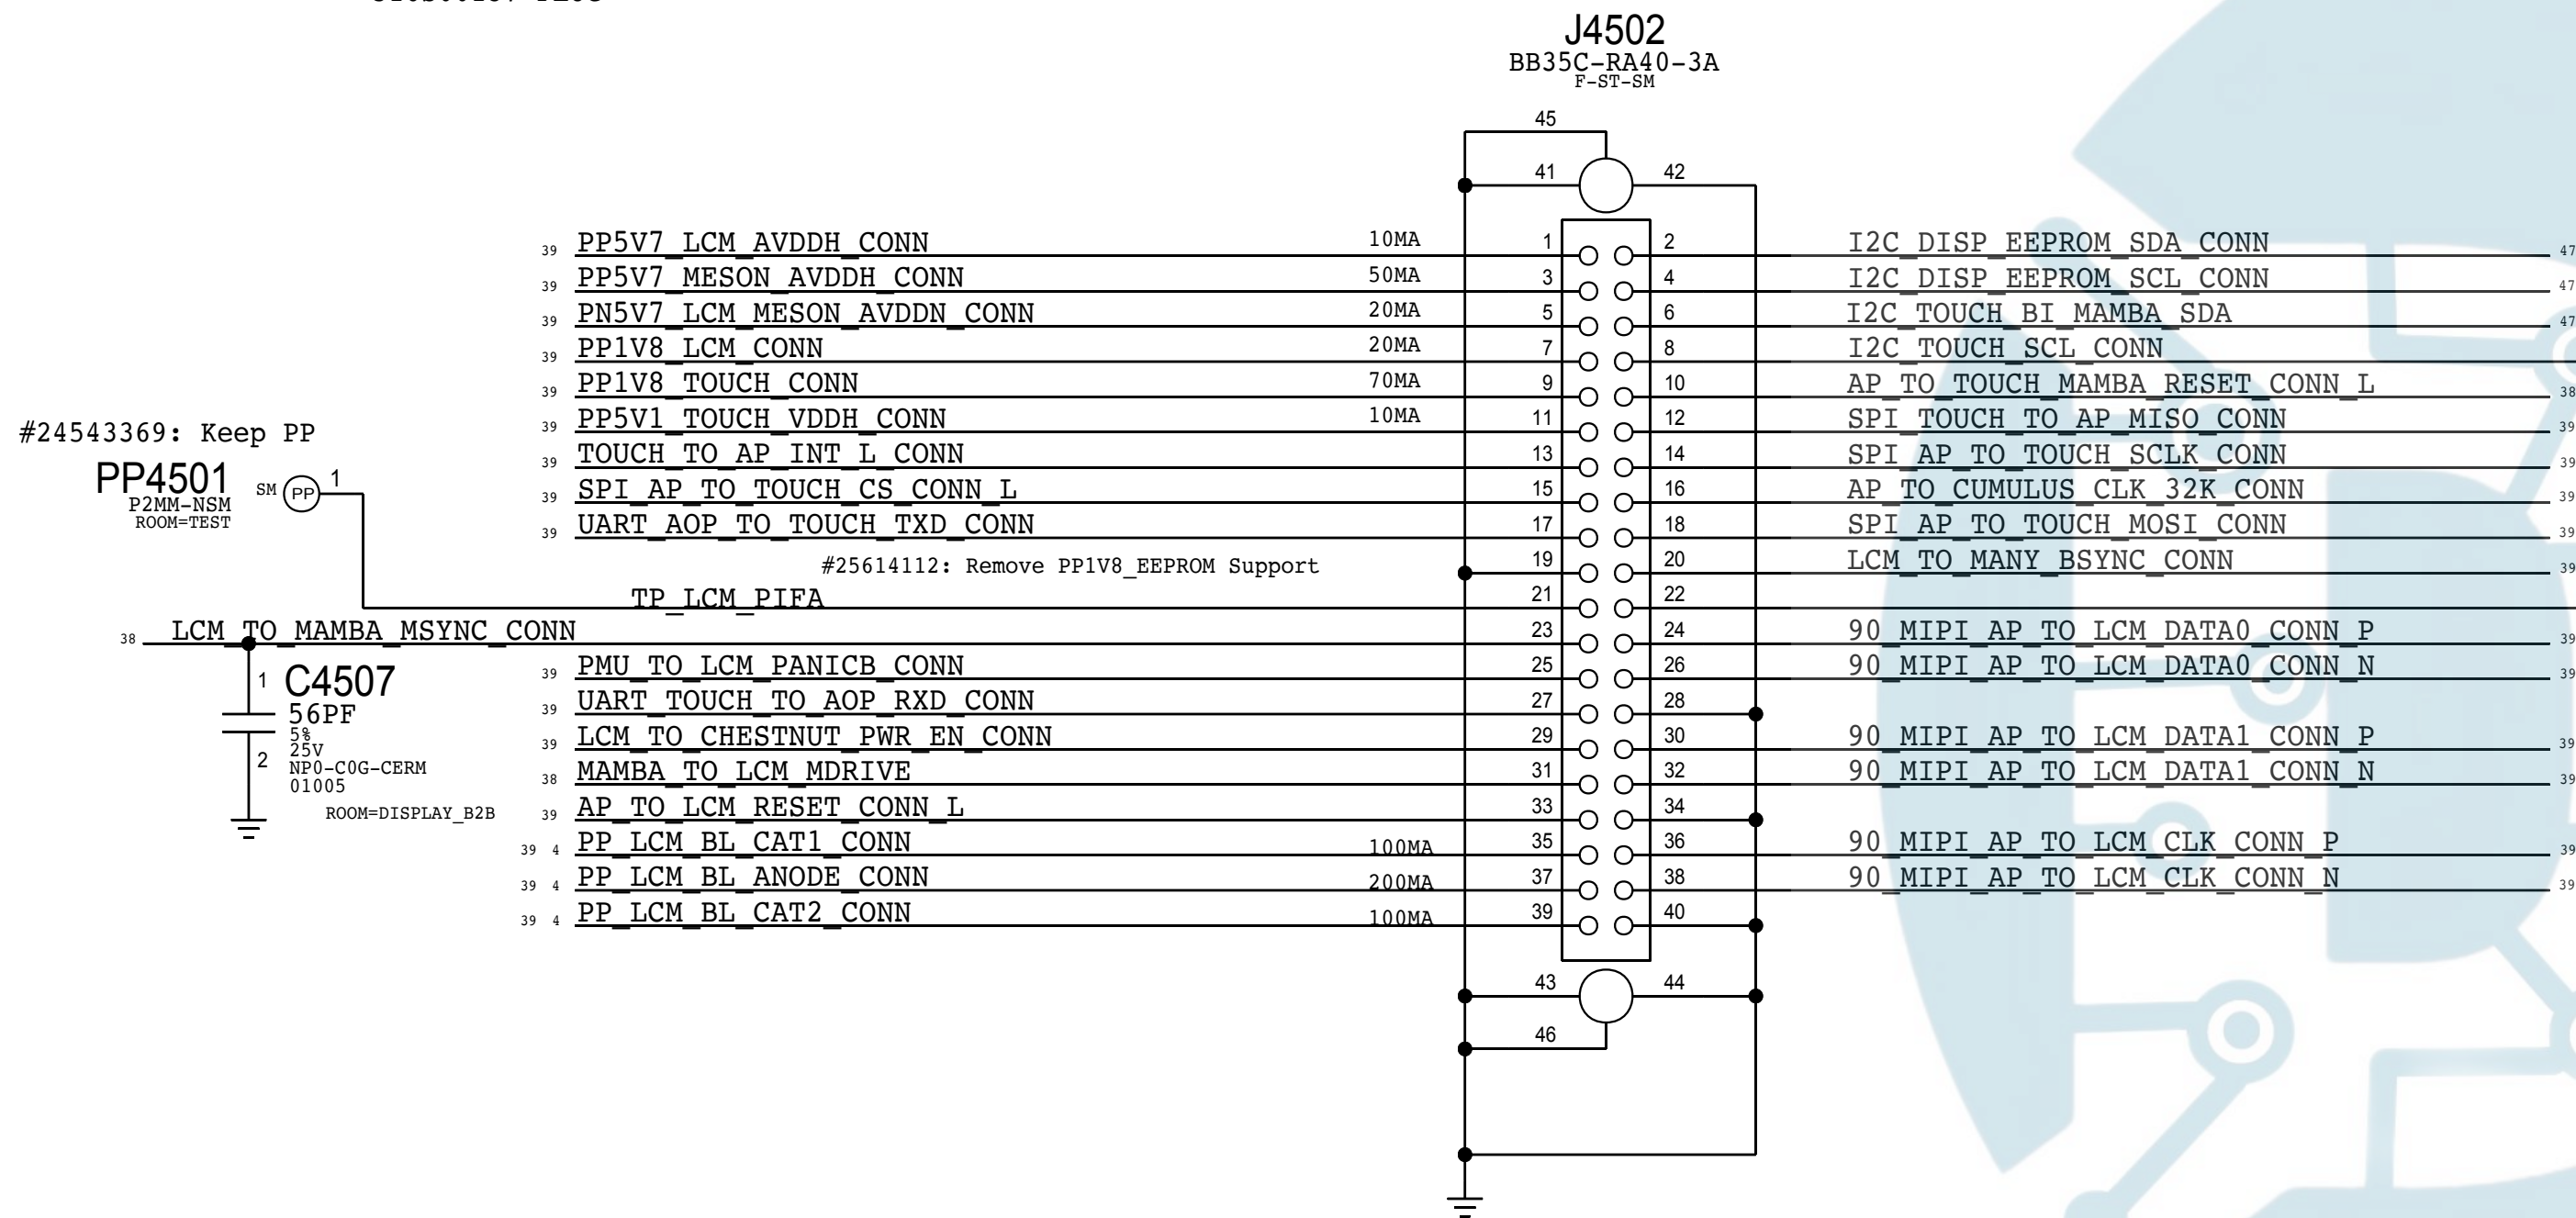 J4502
BB35C-RA40-3A
F-ST-SM
45
41 42
39 PP5V7_LCM_AVDDH_CONN 10MA 1 2 I2C_DISP_EEPROM_SDA_CONN 47
39 PP5V7_MESON_AVDDH_CONN 50MA 3 4 I2C_DISP_EEPROM_SCL_CONN 47
39 PN5V7_LCM_MESON_AVDDN_CONN 20MA 5 6 I2C_TOUCH_BI_MAMBA_SDA 47
39 PP1V8_LCM_CONN 20MA 7 8 I2C_TOUCH_SCL_CONN
39 PP1V8_TOUCH_CONN 70MA 9 10 AP_TO_TOUCH_MAMBA_RESET_CONN_L 38
39 PP5V1_TOUCH_VDDH_CONN 10MA 11 12 SPI_TOUCH_TO_AP_MISO_CONN 39
#24543369: Keep PP
39 TOUCH_TO_AP_INT_L_CONN 13 14 SPI_AP_TO_TOUCH_SCLK_CONN 39
PP4501
SM PP 1
P2MM-NSM
ROOM=TEST
39 SPI_AP_TO_TOUCH_CS_CONN_L 15 16 AP_TO_CUMULUS_CLK_32K_CONN 39
39 UART_AOP_TO_TOUCH_TXD_CONN 17 18 SPI_AP_TO_TOUCH_MOSI_CONN 39
#25614112: Remove PP1V8_EEPROM Support 19 20 LCM_TO_MANY_BSYNC_CONN 39
TP_LCM_PIFA 21 22
38 LCM_TO_MAMBA_MSYNC_CONN 23 24 90_MIPI_AP_TO_LCM_DATA0_CONN_P 39
39 PMU_TO_LCM_PANICB_CONN 25 26 90_MIPI_AP_TO_LCM_DATA0_CONN_N 39
1 C4507
56PF
5%
25V
2 NP0-C0G-CERM
01005
ROOM=DISPLAY_B2B
39 UART_TOUCH_TO_AOP_RXD_CONN 27 28
39 LCM_TO_CHESTNUT_PWR_EN_CONN 29 30 90_MIPI_AP_TO_LCM_DATA1_CONN_P 39
38 MAMBA_TO_LCM_MDRIVE 31 32 90_MIPI_AP_TO_LCM_DATA1_CONN_N 39
39 AP_TO_LCM_RESET_CONN_L 33 34
39 4 PP_LCM_BL_CAT1_CONN 100MA 35 36 90_MIPI_AP_TO_LCM_CLK_CONN_P 39
39 4 PP_LCM_BL_ANODE_CONN 200MA 37 38 90_MIPI_AP_TO_LCM_CLK_CONN_N 39
39 4 PP_LCM_BL_CAT2_CONN 100MA 39 40
43 44
46